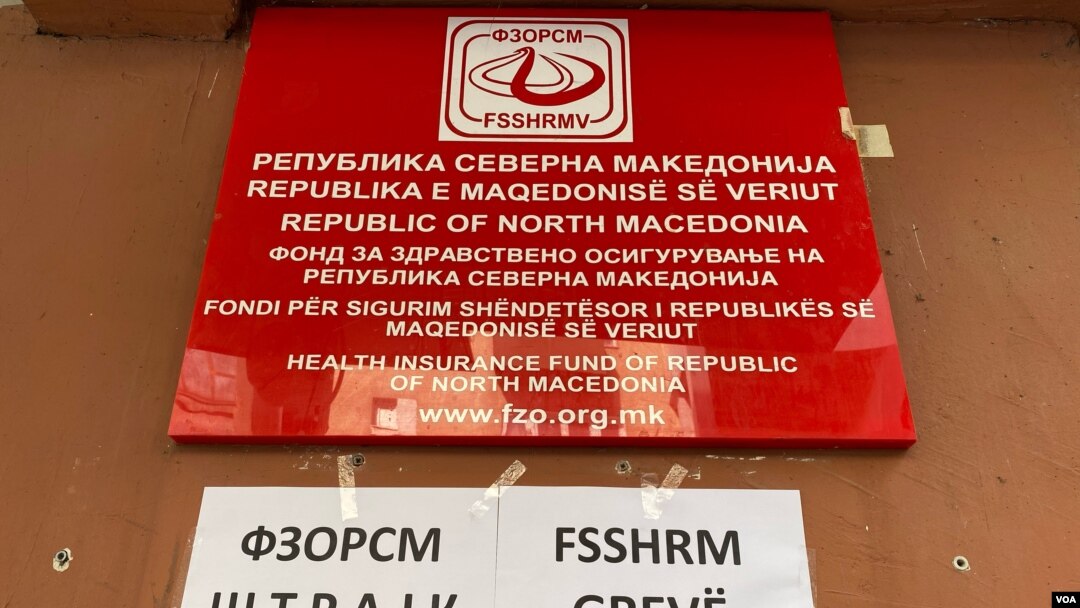 ФЗОРСМ
FSSHRMV
РЕПУБЛИКА СЕВЕРНА МАКЕДОНИЈА
REPUBLIKA E MAQEDONISË SË VERIUT
REPUBLIC OF NORTH MACEDONIA
ФОНД ЗА ЗДРАВСТВЕНО ОСИГУРУВАЊЕ НА
РЕПУБЛИКА СЕВЕРНА МАКЕДОНИЈА
FONDI PËR SIGURIM SHËNDETËSOR I REPUBLIKËS SË
MAQEDONISË SË VERIUT
HEALTH INSURANCE FUND OF REPUBLIC
OF NORTH MACEDONIA
www.fzo.org.mk
ФЗОРСМ
ШТРАЈК
FSSHRM
GREVË
VOA